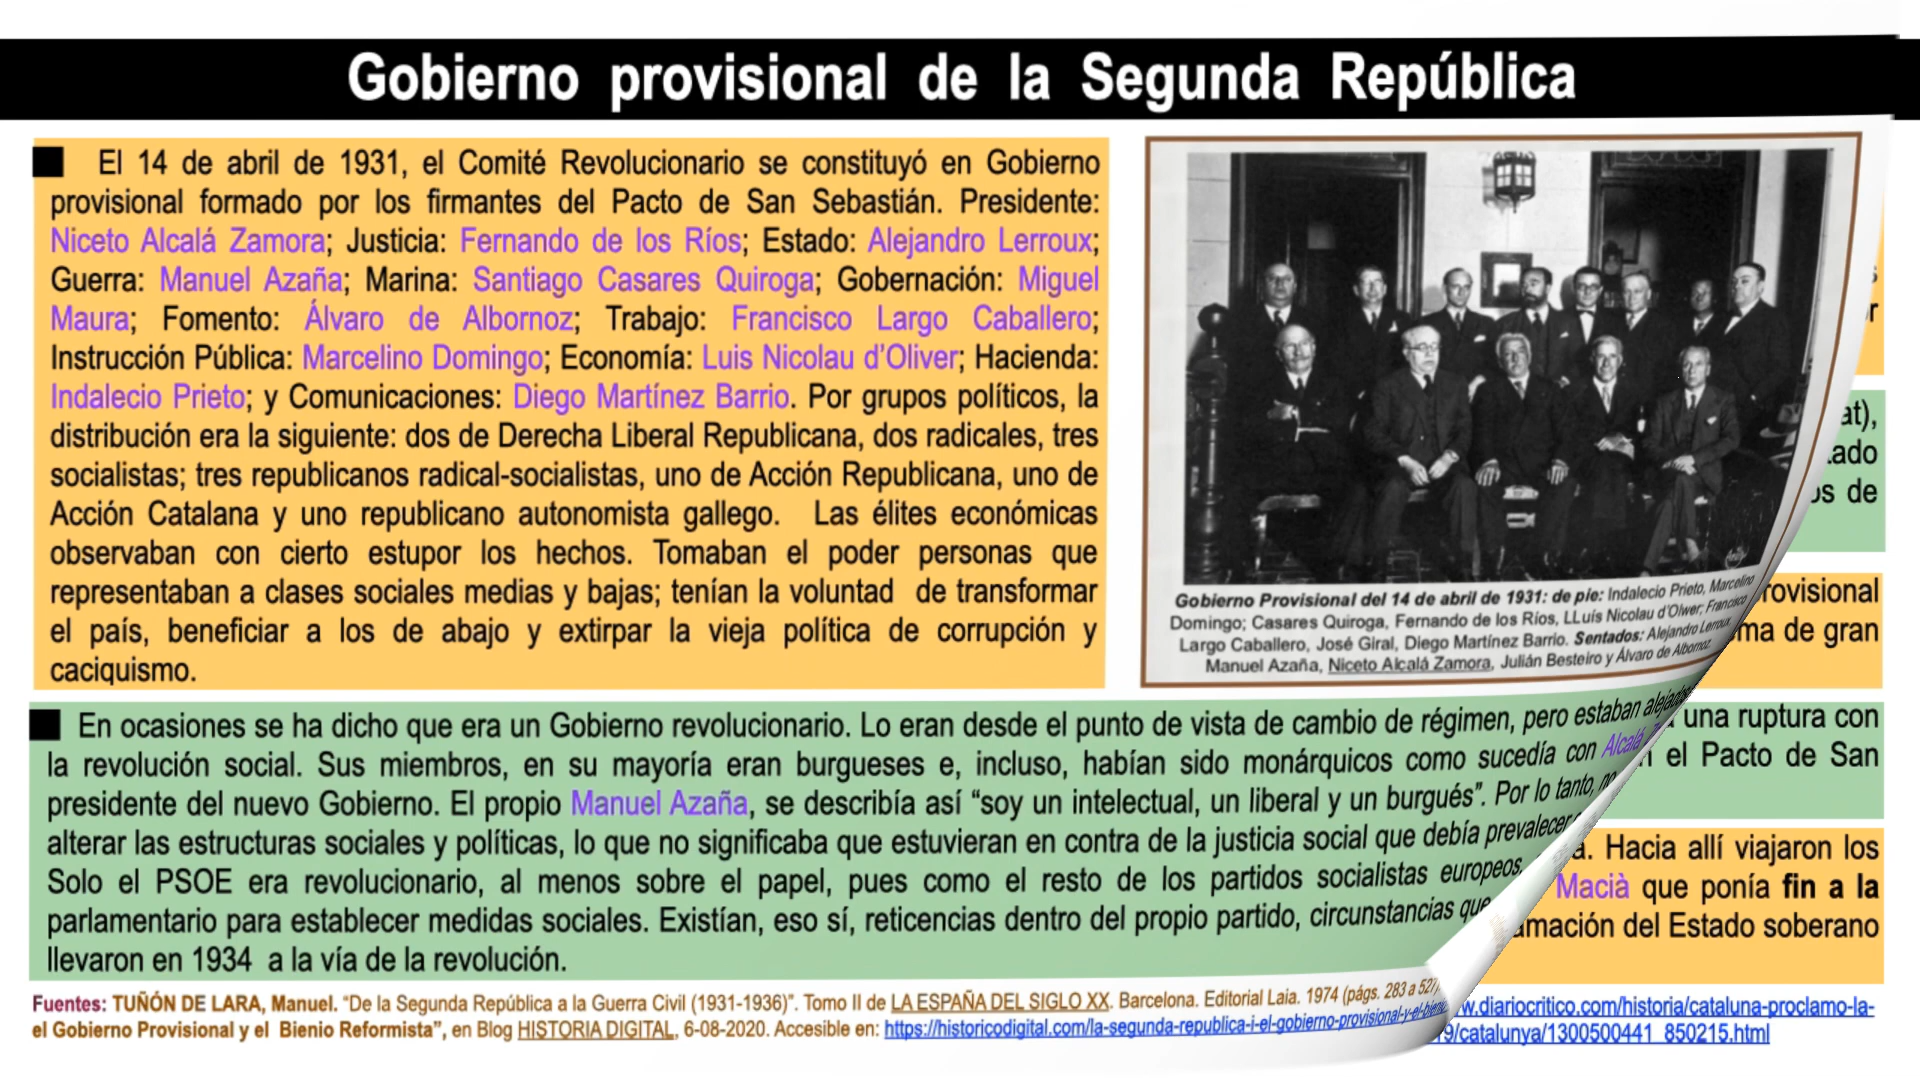 Gobierno provisional de la Segunda República
El 14 de abril de 1931, el Comité Revolucionario se constituyó en Gobierno
provisional formado por los firmantes del Pacto de San Sebastián. Presidente:
Niceto Alcalá Zamora; Justicia: Fernando de los Ríos; Estado: Alejandro Lerroux;
Guerra: Manuel Azaña; Marina: Santiago Casares Quiroga; Gobernación: Miguel
Maura; Fomento: Álvaro de Albornoz; Trabajo: Francisco Largo Caballero;
Instrucción Pública: Marcelino Domingo; Economía: Luis Nicolau d’Oliver; Hacienda:
Indalecio Prieto; y Comunicaciones: Diego Martínez Barrio. Por grupos políticos, la
distribución era la siguiente: dos de Derecha Liberal Republicana, dos radicales, tres
socialistas; tres republicanos radical-socialistas, uno de Acción Republicana, uno de
Acción Catalana y uno republicano autonomista gallego. Las élites económicas
observaban con cierto estupor los hechos. Tomaban el poder personas que
representaban a clases sociales medias y bajas; tenían la voluntad de transformar
el país, beneficiar a los de abajo y extirpar la vieja política de corrupción y
caciquismo.
Gobierno Provisional del 14 de abril de 1931: de pie: Indalecio Prieto, Marcelino
Domingo; Casares Quiroga, Fernando de los Ríos, LLuís Nicolau d’Olwer; Francisco
Largo Caballero, José Giral, Diego Martínez Barrio. Sentados: Alejandro Lerroux,
Manuel Azaña, Niceto Alcalá Zamora, Julián Besteiro y Álvaro de Albornoz.
at),
os de
rovisional
ma de gran
En ocasiones se ha dicho que era un Gobierno revolucionario. Lo eran desde el punto de vista de cambio de régimen, pero estaban alejados
la revolución social. Sus miembros, en su mayoría eran burgueses e, incluso, habían sido monárquicos como sucedía con Alcalá
presidente del nuevo Gobierno. El propio Manuel Azaña, se describía así “soy un intelectual, un liberal y un burgués”. Por lo tanto, no
alterar las estructuras sociales y políticas, lo que no significaba que estuvieran en contra de la justicia social que debía prevalecer
Solo el PSOE era revolucionario, al menos sobre el papel, pues como el resto de los partidos socialistas europeos,
parlamentario para establecer medidas sociales. Existían, eso sí, reticencias dentro del propio partido, circunstancias que
llevaron en 1934 a la vía de la revolución.
una ruptura con
el Pacto de San
a. Hacia allí viajaron los
Macià que ponía fin a la
amación del Estado soberano
Fuentes: TUÑÓN DE LARA, Manuel. “De la Segunda República a la Guerra Civil (1931-1936)”. Tomo II de LA ESPAÑA DEL SIGLO XX. Barcelona. Editorial Laia. 1974 (págs. 283 a 527)
el Gobierno Provisional y el Bienio Reformista”, en Blog HISTORIA DIGITAL, 6-08-2020. Accesible en: https://historicodigital.com/la-segunda-republica-i-el-gobierno-provisional-y-el-bienio
w.diariocritico.com/historia/cataluna-proclamo-la-
9/catalunya/1300500441_850215.html